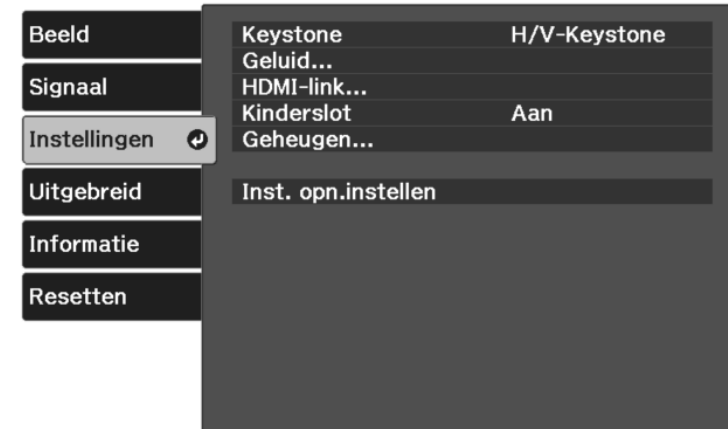 Beeld
Signaal
Instellingen
Uitgebreid
Informatie
Resetten
Keystone H/V-Keystone
Geluid...
HDMI-link...
Kinderslot Aan
Geheugen...
Inst. opn.instellen